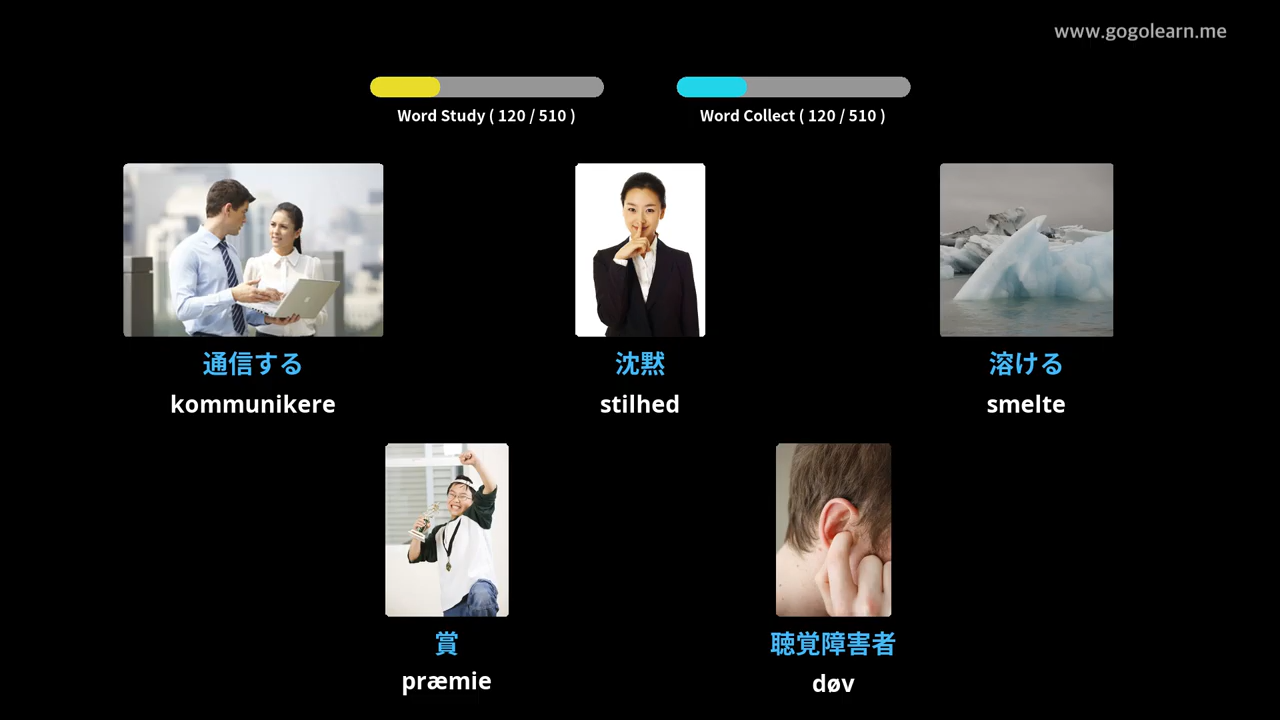 www.gogolearn.me
Word Study ( 120 / 510 )
Word Collect ( 120 / 510 )
通信する
kommunikere
沈黙
stilhed
溶ける
smelte
賞
præmie
聴覚障害者
døv